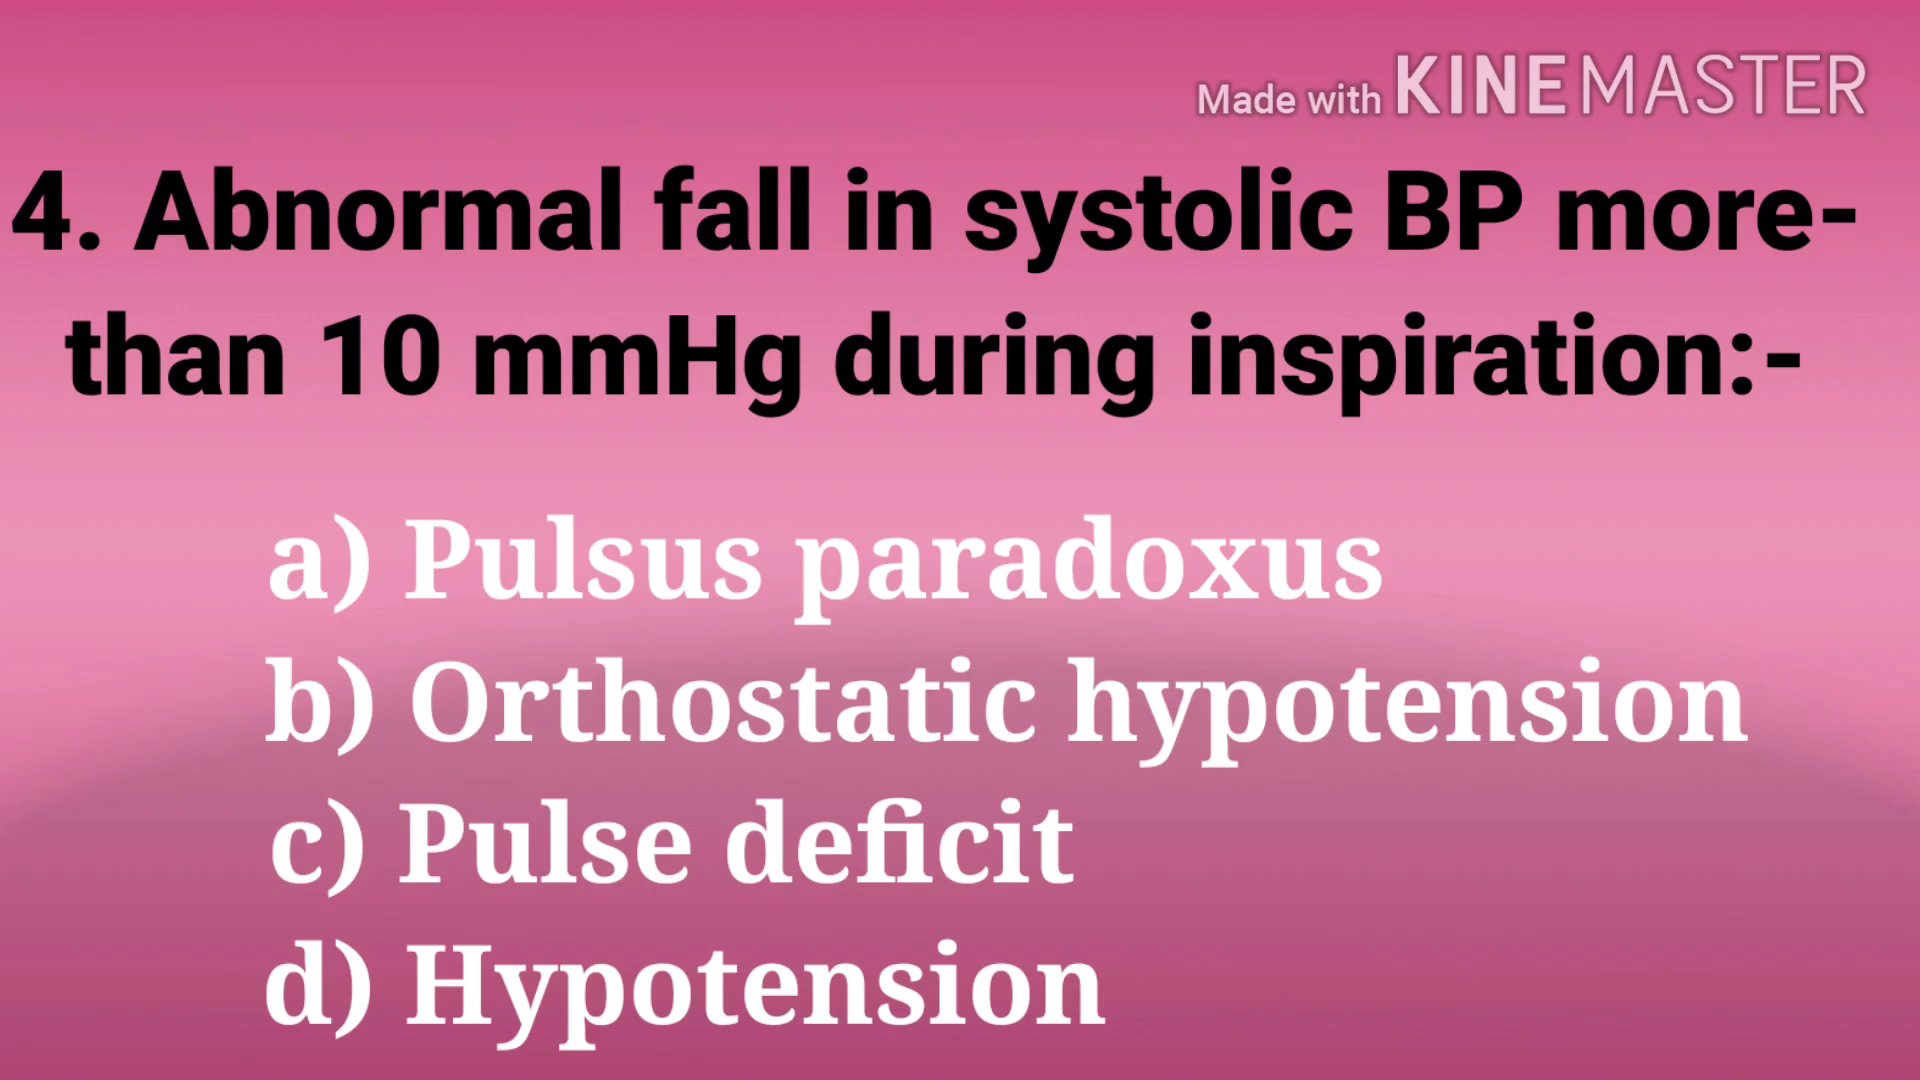 Made with KINEMASTER
4. Abnormal fall in systolic BP more-
than 10 mmHg during inspiration:-
a) Pulsus paradoxus
b) Orthostatic hypotension
c) Pulse deficit
d) Hypotension